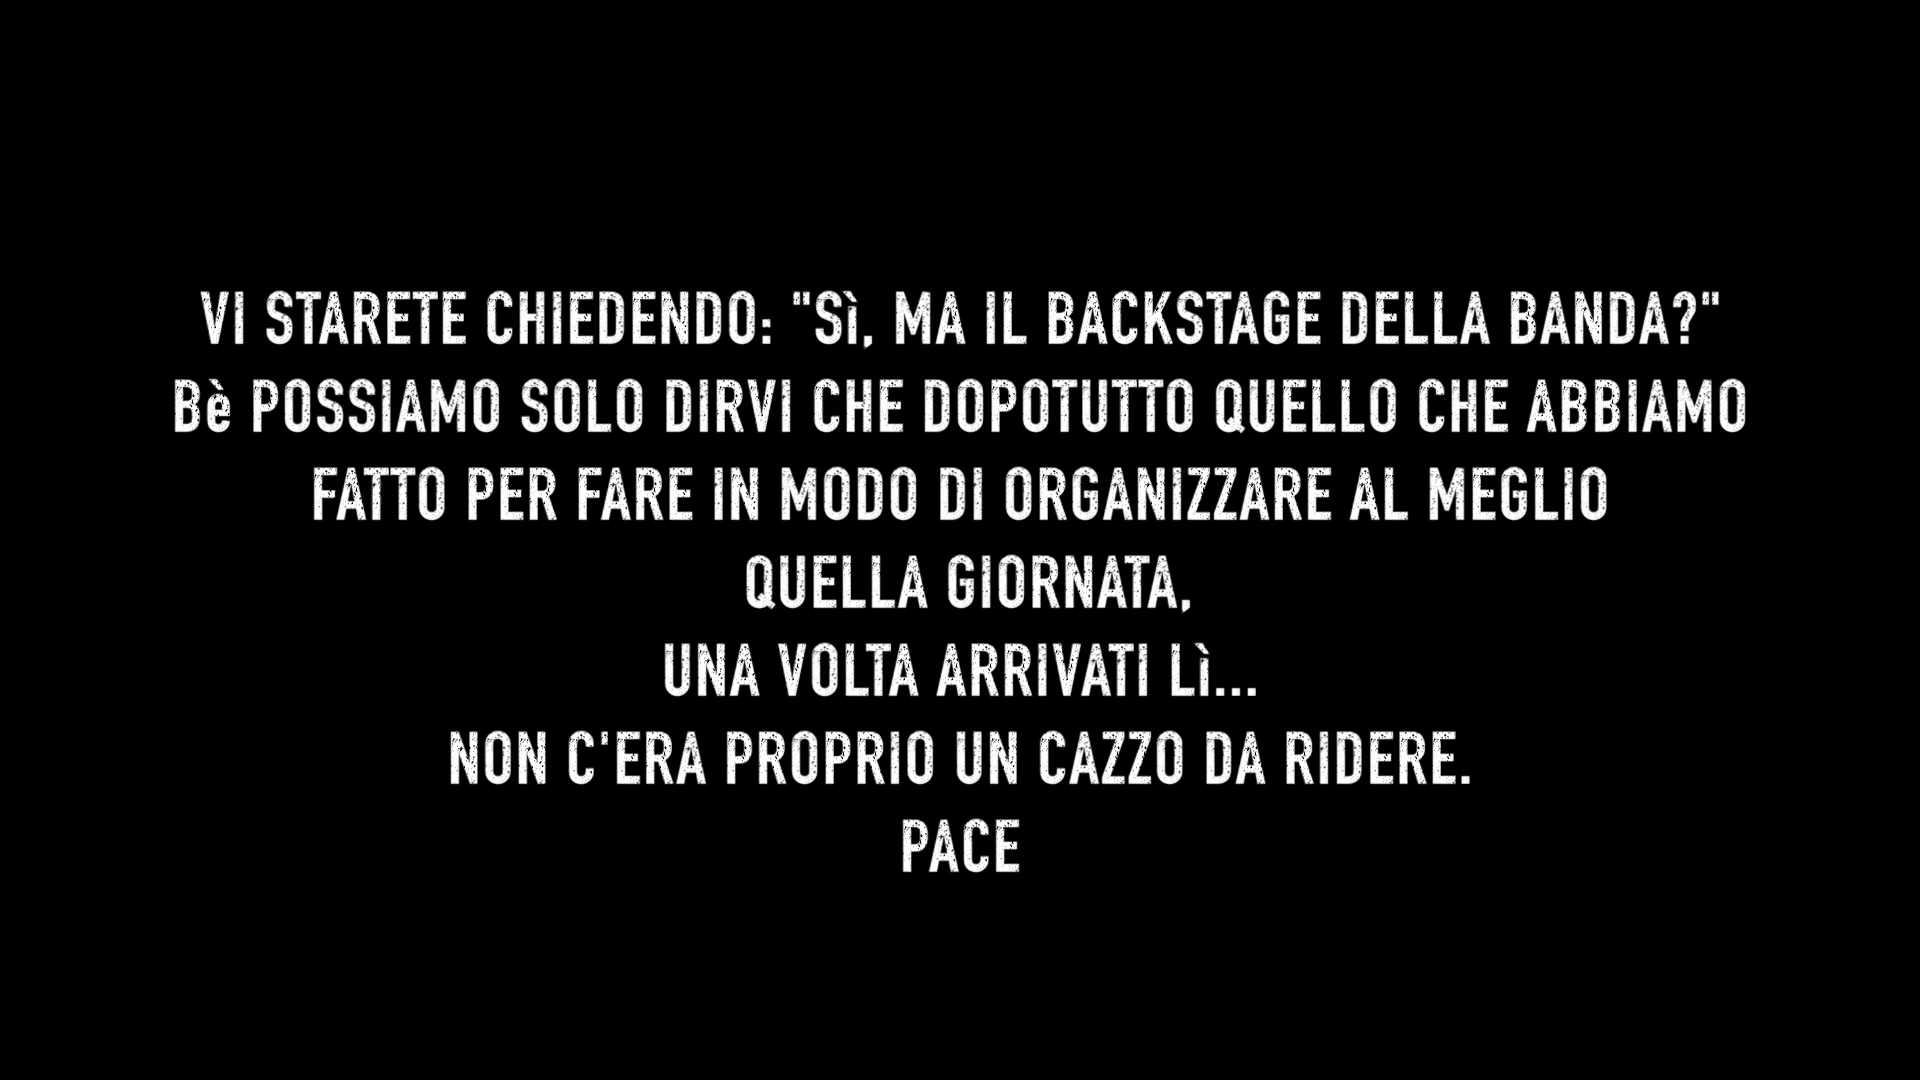 VI STARETE CHIEDENDO: "Sì, MA IL BACKSTAGE DELLA BANDA?"
Bè POSSIAMO SOLO DIRVI CHE DOPOTUTTO QUELLO CHE ABBIAMO
FATTO PER FARE IN MODO DI ORGANIZZARE AL MEGLIO
QUELLA GIORNATA,
UNA VOLTA ARRIVATI Lì...
NON C'ERA PROPRIO UN CAZZO DA RIDERE.
PACE